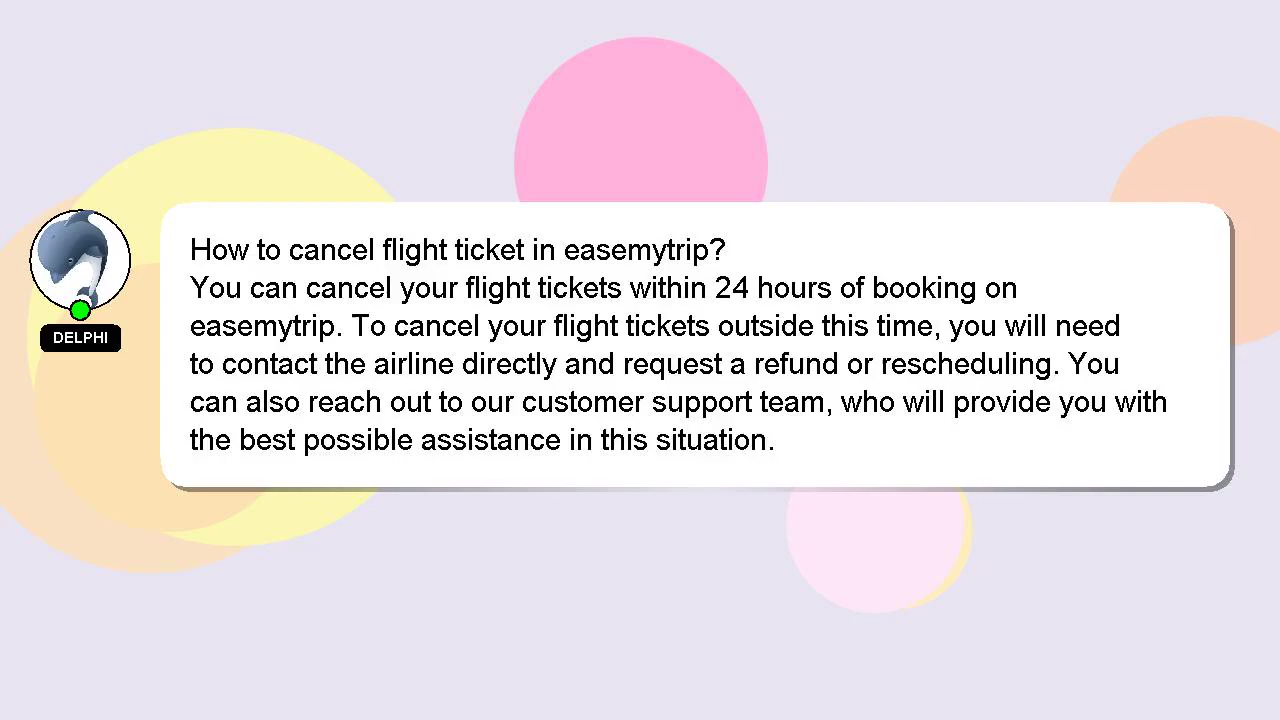 How to cancel flight ticket in easemytrip?
You can cancel your flight tickets within 24 hours of booking on
easemytrip. To cancel your flight tickets outside this time, you will need
to contact the airline directly and request a refund or rescheduling. You
can also reach out to our customer support team, who will provide you with
the best possible assistance in this situation.
DELPHI